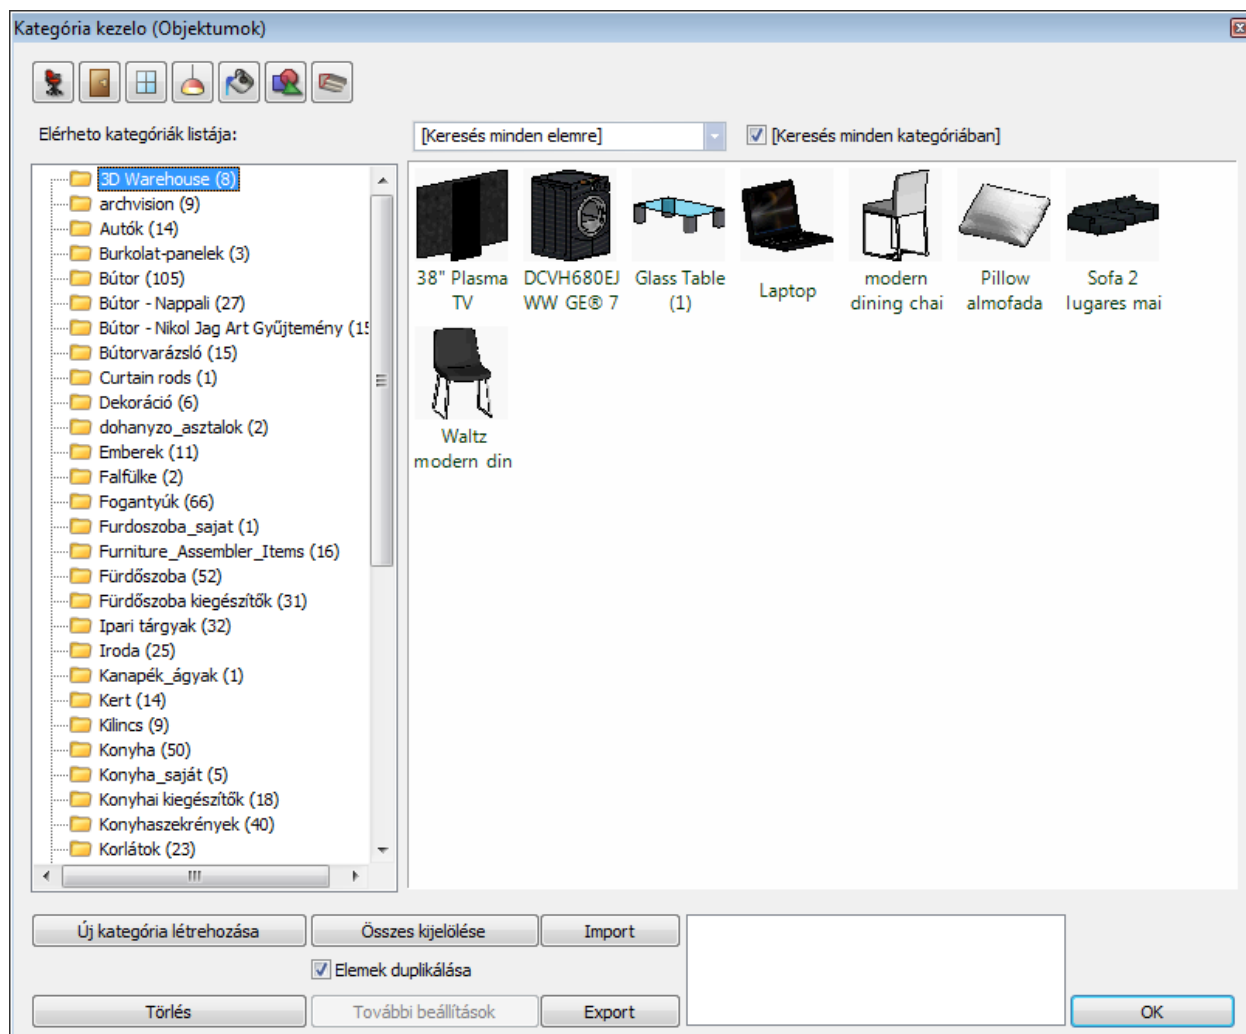 Kategória kezelo (Objektumok)
Elérheto kategóriák listája:
[Keresés minden elemre]
[Keresés minden kategóriában]
3D Warehouse (8)
archvision (9)
Autók (14)
Burkolat-panelek (3)
Bútor (105)
Bútor - Nappali (27)
Bútor - Nikol Jag Art Gyűjtemény (15
Bútorvarázsló (15)
Curtain rods (1)
Dekoráció (6)
dohanyzo_asztalok (2)
Emberek (11)
Falfülke (2)
Fogantyúk (66)
Furdoszoba_sajat (1)
Furniture_Assembler_Items (16)
Fürdőszoba (52)
Fürdőszoba kiegészítők (31)
Ipari tárgyak (32)
Iroda (25)
Kanapék_ágyak (1)
Kert (14)
Kilincs (9)
Konyha (50)
Konyha_saját (5)
Konyhai kiegészítők (18)
Konyhaszekrények (40)
Korlátok (23)
38" Plasma
TV
DCVH680EJ
WW GE® 7
Glass Table
(1)
Laptop
modern
dining chai
Pillow
almofada
Sofa 2
lugares mai
Waltz
modern din
Új kategória létrehozása
Összes kijelölése
Import
Elemek duplikálása
Törlés
További beállítások
Export
OK